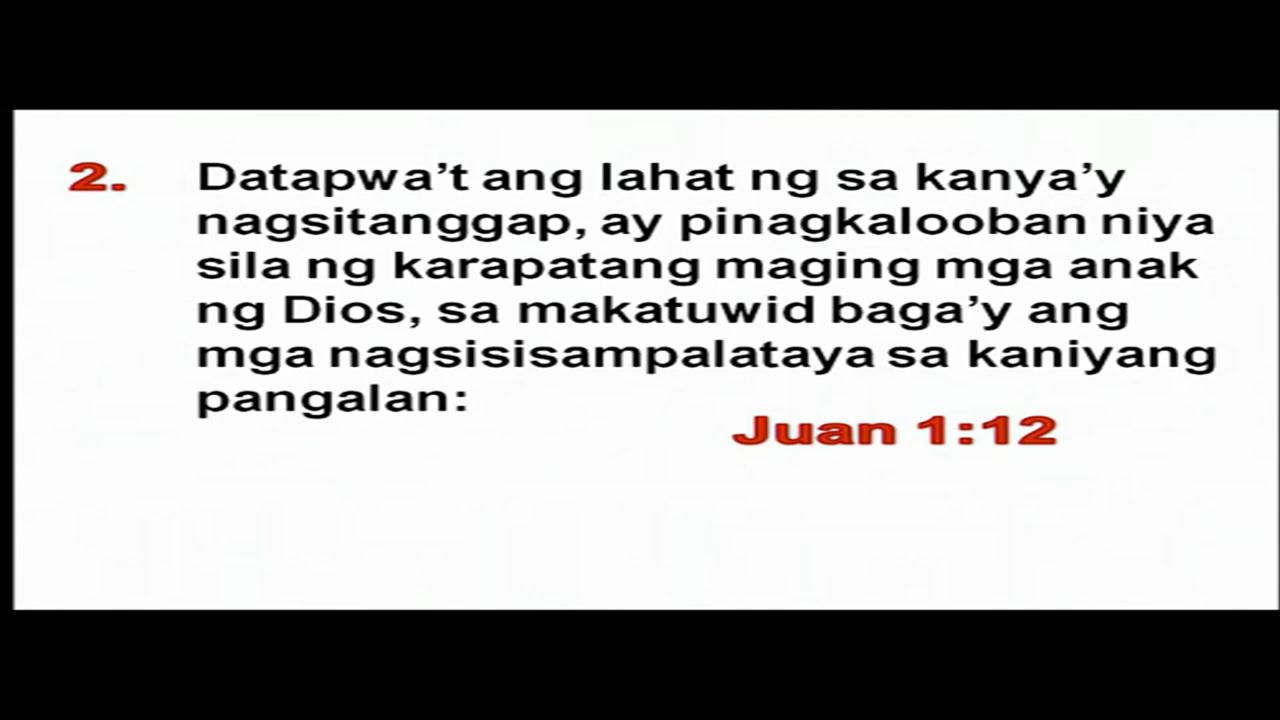 2. Datapwa’t ang lahat ng sa kanya’y
nagsitanggap, ay pinagkalooban niya
sila ng karapatang maging mga anak
ng Dios, sa makatuwid baga’y ang
mga nagsisisampalataya sa kaniyang
pangalan:
Juan 1:12